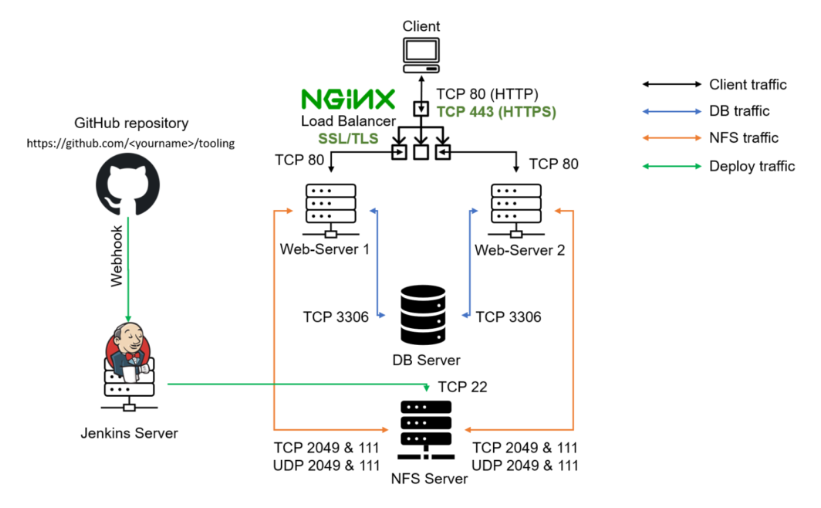 Client
NGINX
Load Balancer
SSL/TLS
TCP 80 (HTTP)
TCP 443 (HTTPS)
Client traffic
DB traffic
NFS traffic
Deploy traffic
GitHub repository
https://github.com/<yourname>/tooling
TCP 80
TCP 80
Web-Server 1
Web-Server 2
Webhook
TCP 3306
TCP 3306
DB Server
Jenkins Server
TCP 22
TCP 2049 & 111
UDP 2049 & 111
TCP 2049 & 111
UDP 2049 & 111
NFS Server